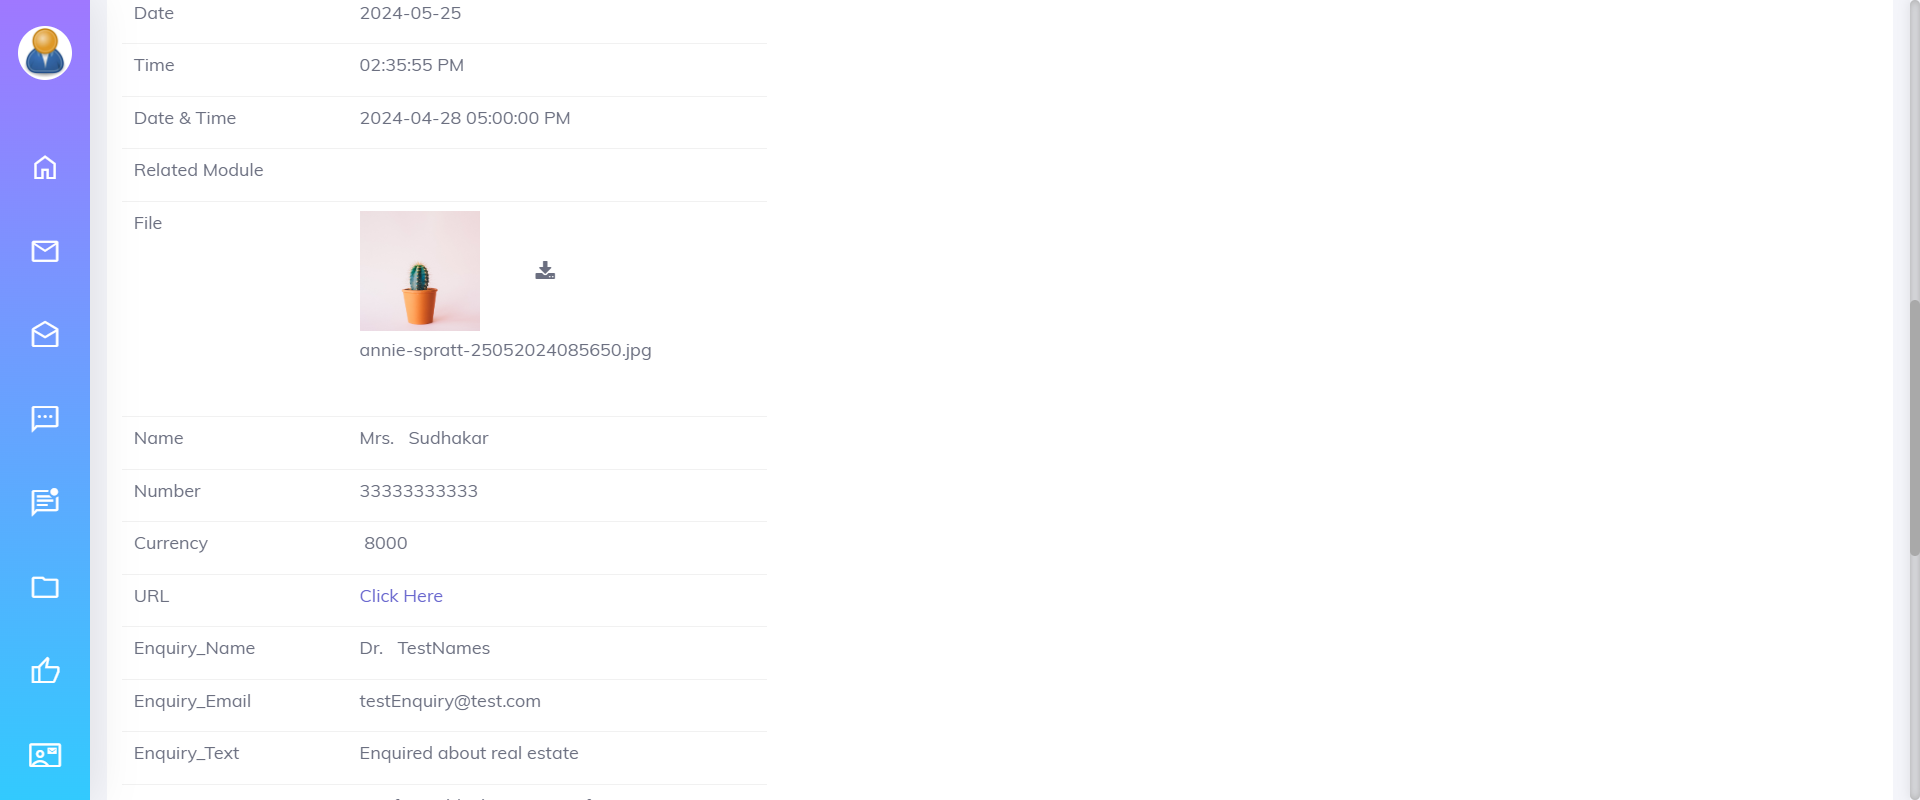 Date 2024-05-25
Time 02:35:55 PM
Date & Time 2024-04-28 05:00:00 PM
Related Module
File
annie-spratt-25052024085650.jpg
Name Mrs. Sudhakar
Number 33333333333
Currency 8000
URL Click Here
Enquiry_Name Dr. TestNames
Enquiry_Email testEnquiry@test.com
Enquiry_Text Enquired about real estate